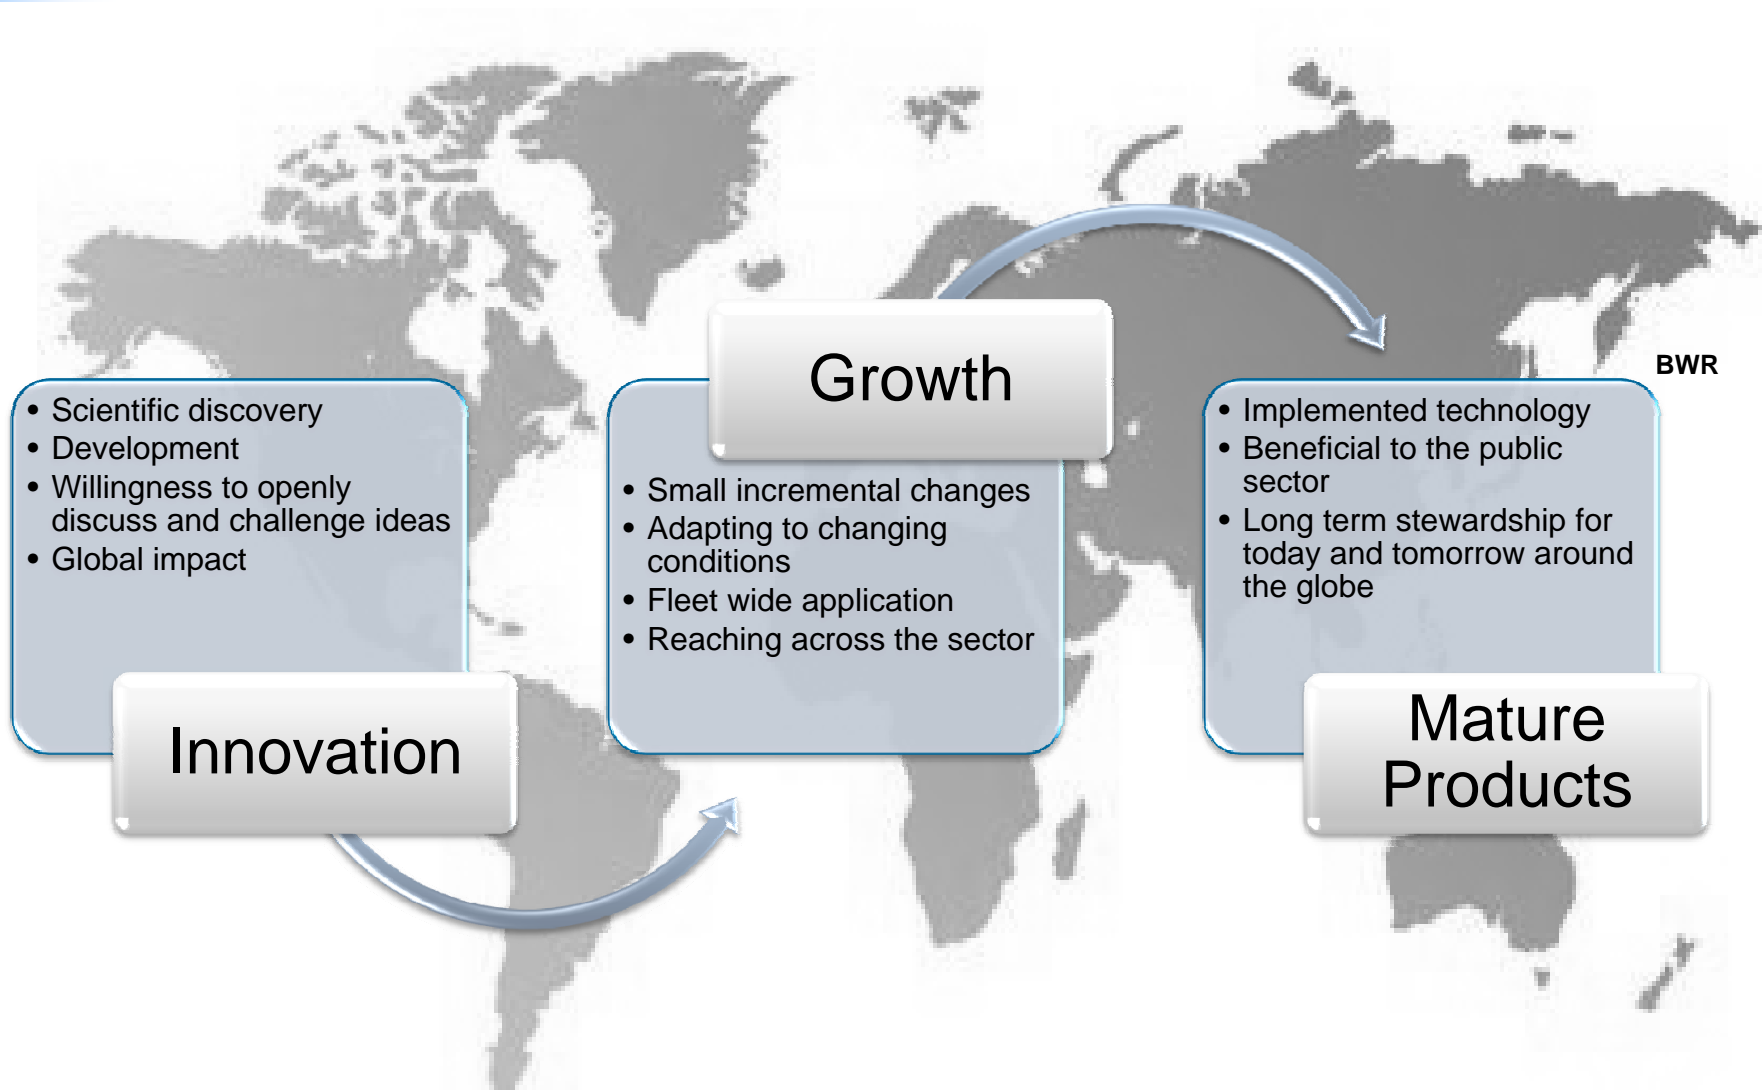 • Scientific discovery
• Development
• Willingness to openly
discuss and challenge ideas
• Global impact
Innovation
Growth
• Small incremental changes
• Adapting to changing
conditions
• Fleet wide application
• Reaching across the sector
BWR
• Implemented technology
• Beneficial to the public
sector
• Long term stewardship for
today and tomorrow around
the globe
Mature
Products